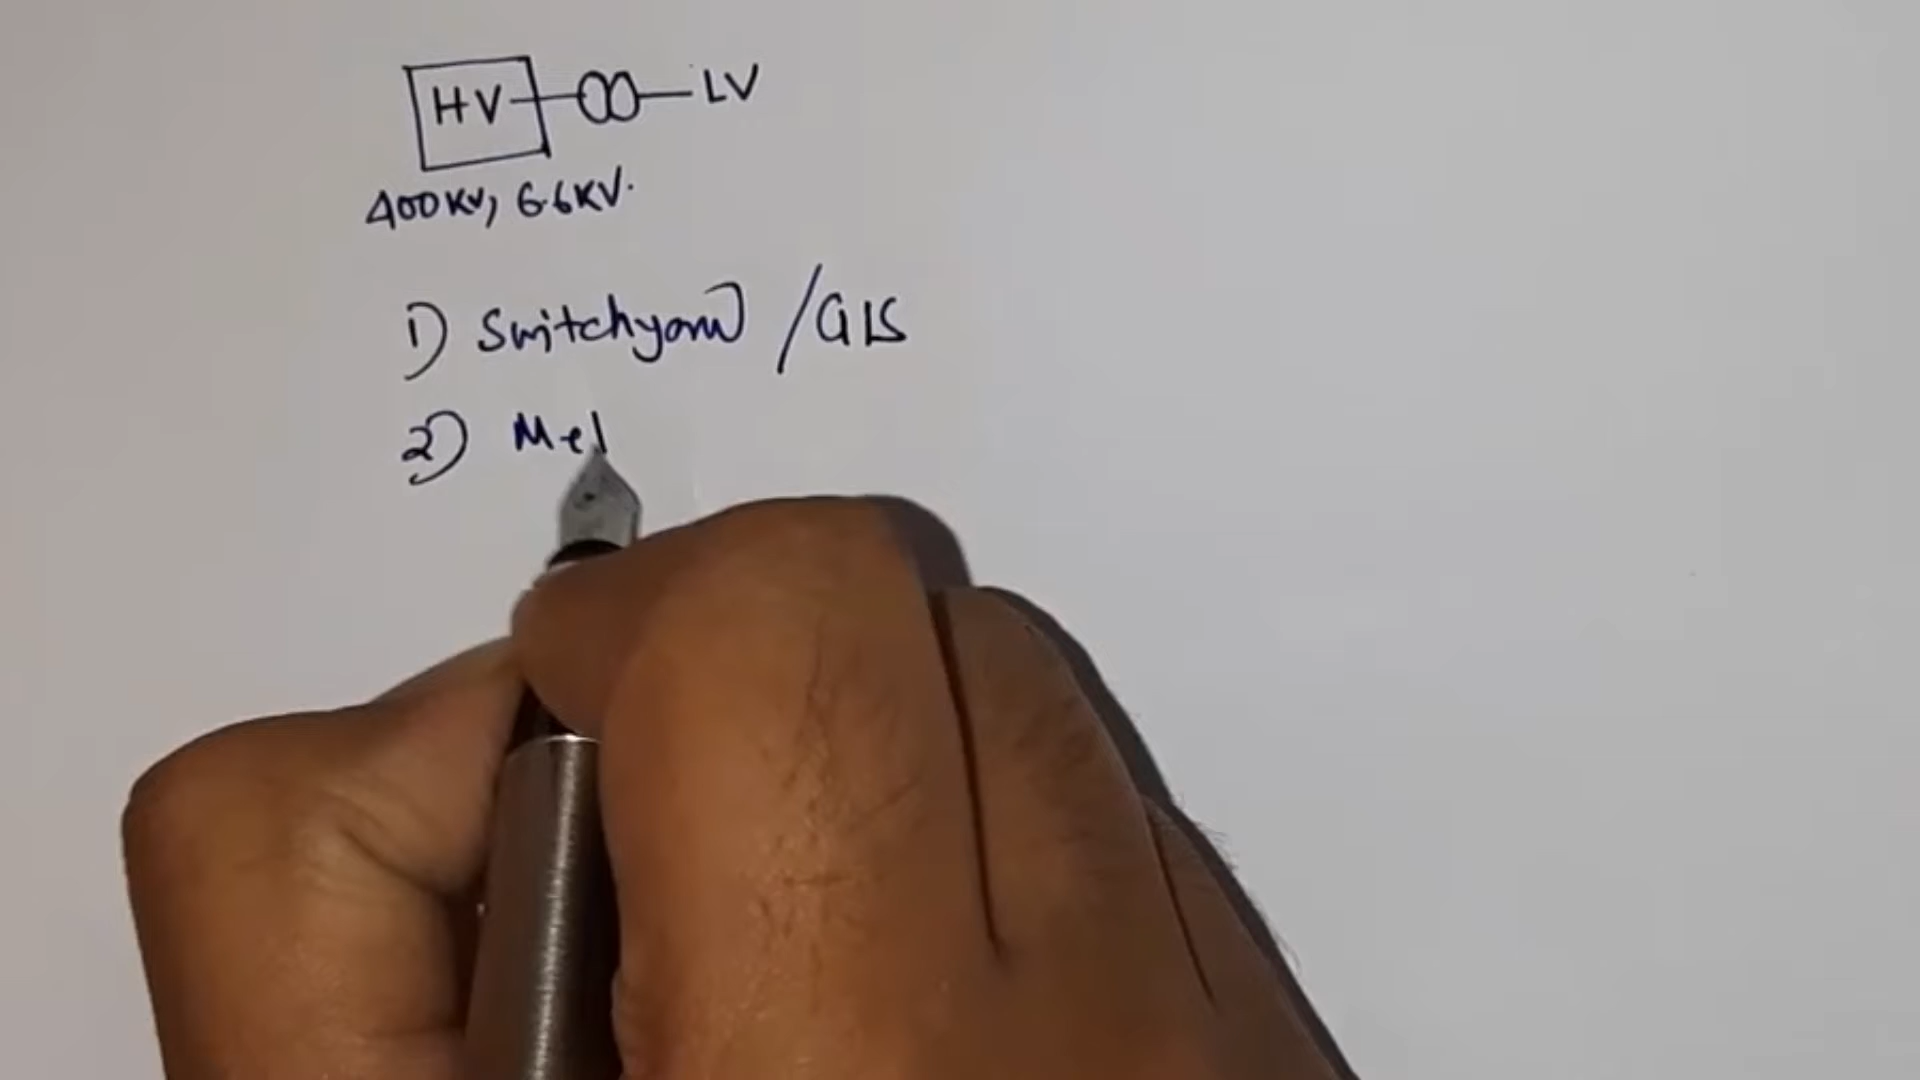 HV LV
400KV, 6.6KV.
1) Switchyard /GIS
2) Mel